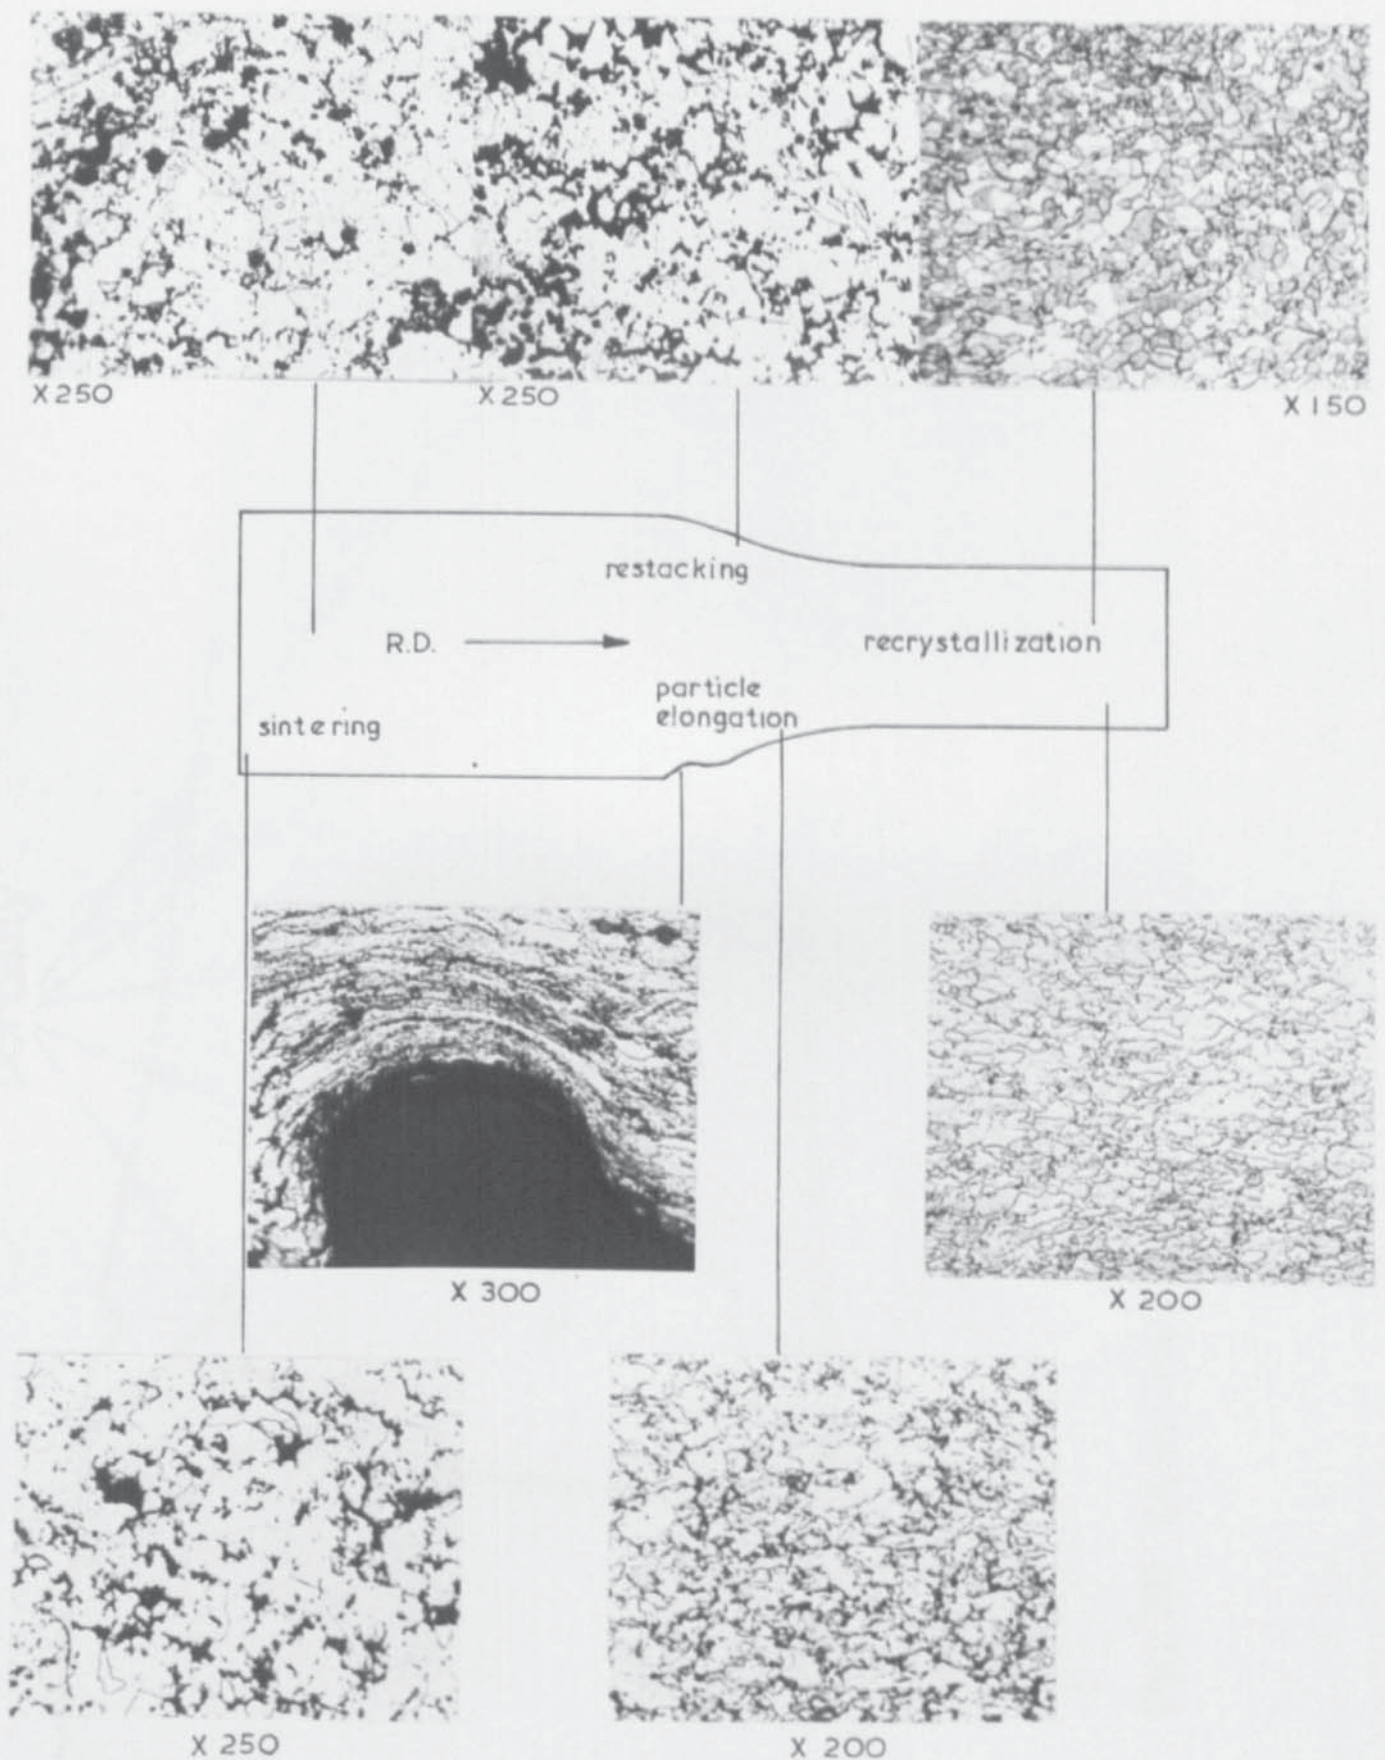 X 250
X 250
X 150
restacking
R.D.
recrystallization
particle
elongation
sintering
X 300
X 200
X 250
X 200